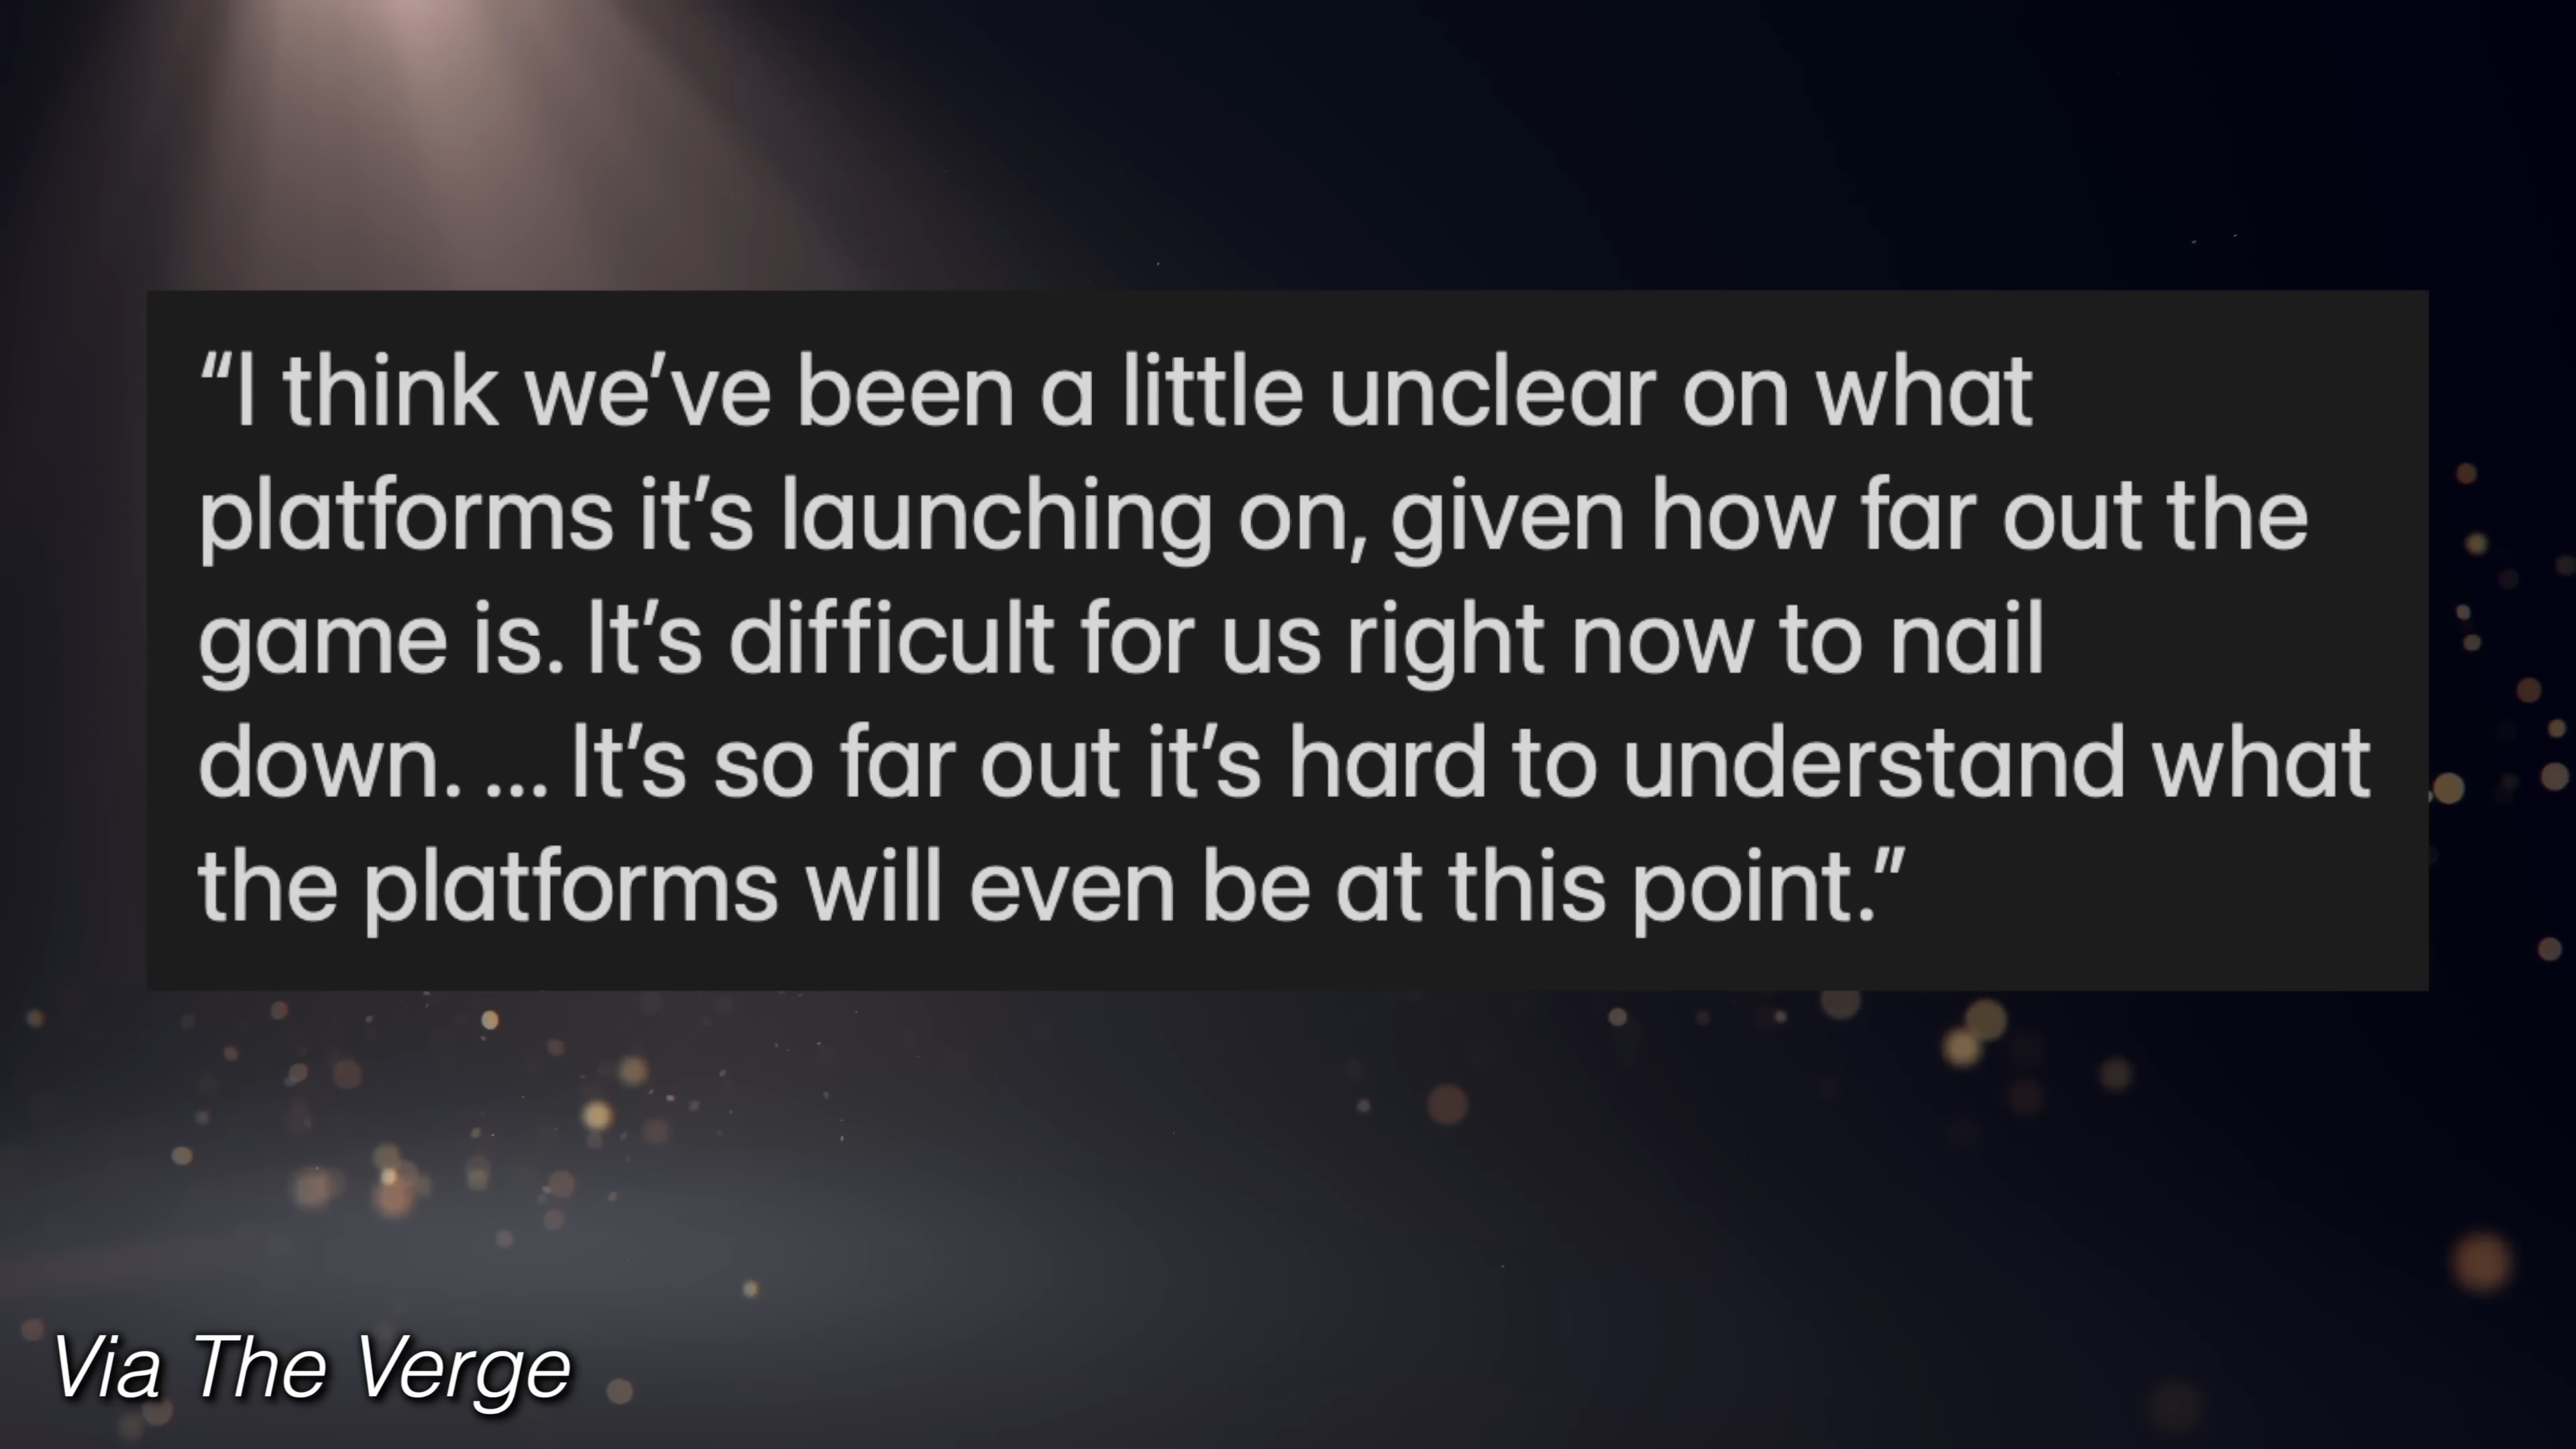 “I think we’ve been a little unclear on what
platforms it’s launching on, given how far out the
game is. It’s difficult for us right now to nail
down. ... It’s so far out it’s hard to understand what
the platforms will even be at this point.”
Via The Verge